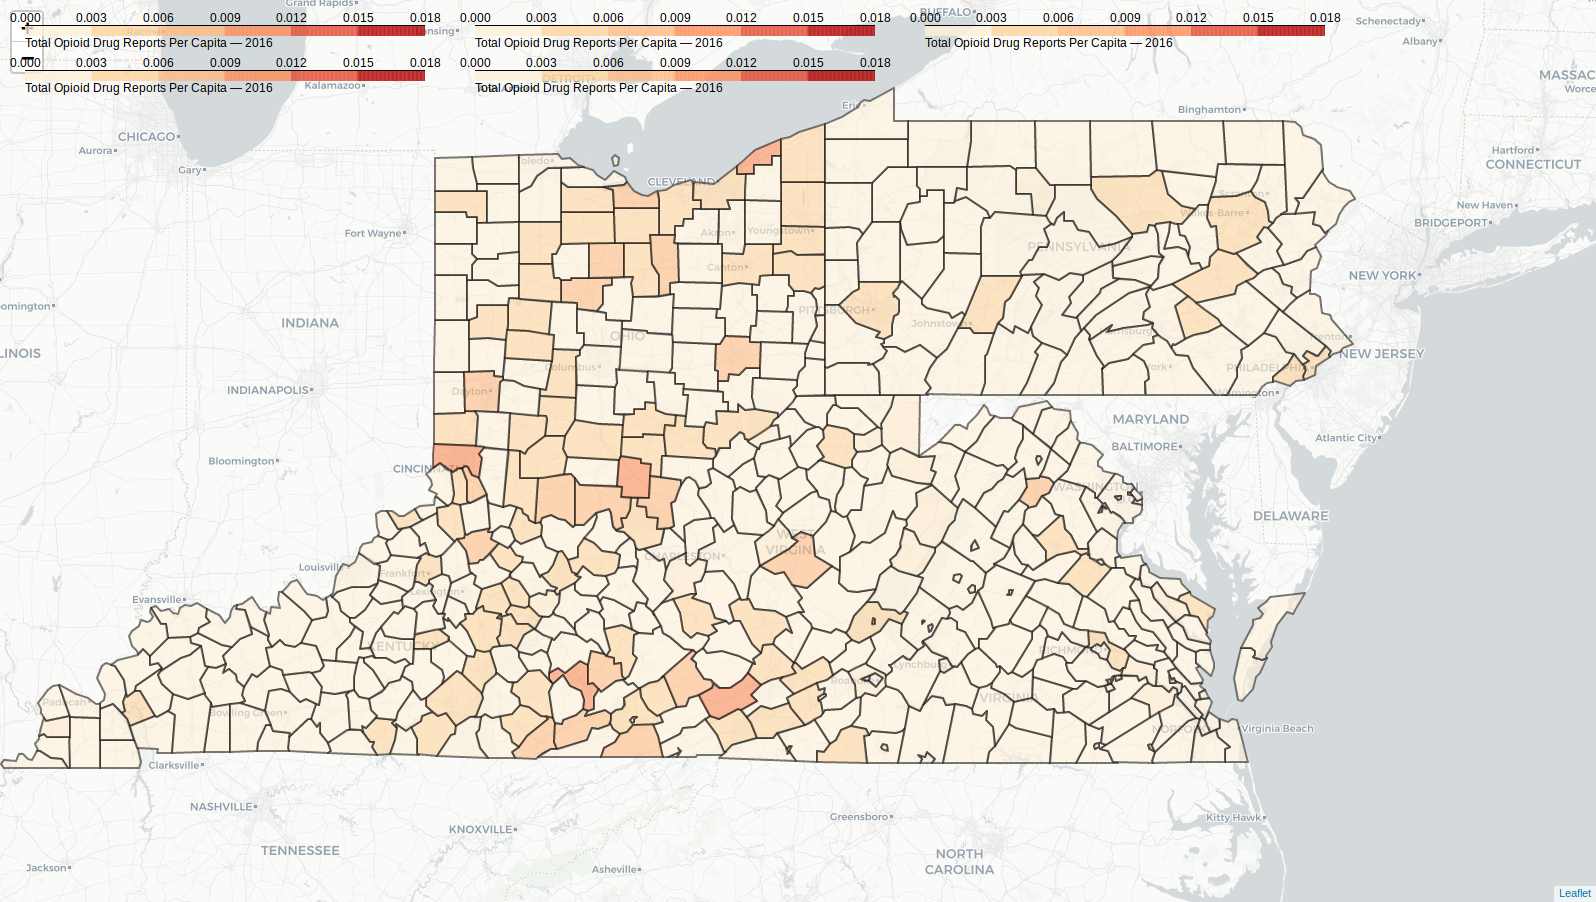 Grand Rapids
BUFFALO
Schenectady
Albany
0.000 0.003 0.006 0.009 0.012 0.015 0.018
Total Opioid Drug Reports Per Capita — 2016
0.000 0.003 0.006 0.009 0.012 0.015 0.018
Total Opioid Drug Reports Per Capita — 2016
0.000 0.003 0.006 0.009 0.012 0.015 0.018
Total Opioid Drug Reports Per Capita — 2016
0.003 0.006 0.009 0.012 0.015 0.018
Total Opioid Drug Reports Per Capita — 2016
0.000 0.003 0.006 0.009 0.012 0.015 0.018
Total Opioid Drug Reports Per Capita — 2016
DETROIT
Kalamazoo
MASSAC
Worce
Erie
Binghamton
CHICAGO
Aurora
Gary
Hartford
CONNECTICUT
Toledo
CLEVELAND
Scranton
Wilkes-Barre
New Haven
BRIDGEPORT
Fort Wayne
Akron
Youngstown
PENNSYLVANIA
Canton
NEW YORK
omington
INDIANA
PITTSBURGH
Johnstown
Harrisburg
OHIO
Trenton
LINOIS
NEW JERSEY
Columbus
York
PHILADELPHIA
INDIANAPOLIS
Dayton
Wilmington
MARYLAND
BALTIMORE
Atlantic City
Bloomington
CINCINNATI
WASHINGTON
DELAWARE
WEST
VIRGINIA
CHARLESTON
Louisville
Frankfort
Lexington
Evansville
KENTUCKY
RICHMOND
Lynchburg
Roanoke
VIRGINIA
Paducah
Bowling Green
NORFOLK
Virginia Beach
Clarksville
NASHVILLE
KNOXVILLE
Greensboro
Kitty Hawk
TENNESSEE
NORTH
CAROLINA
Jackson
Asheville
Leaflet